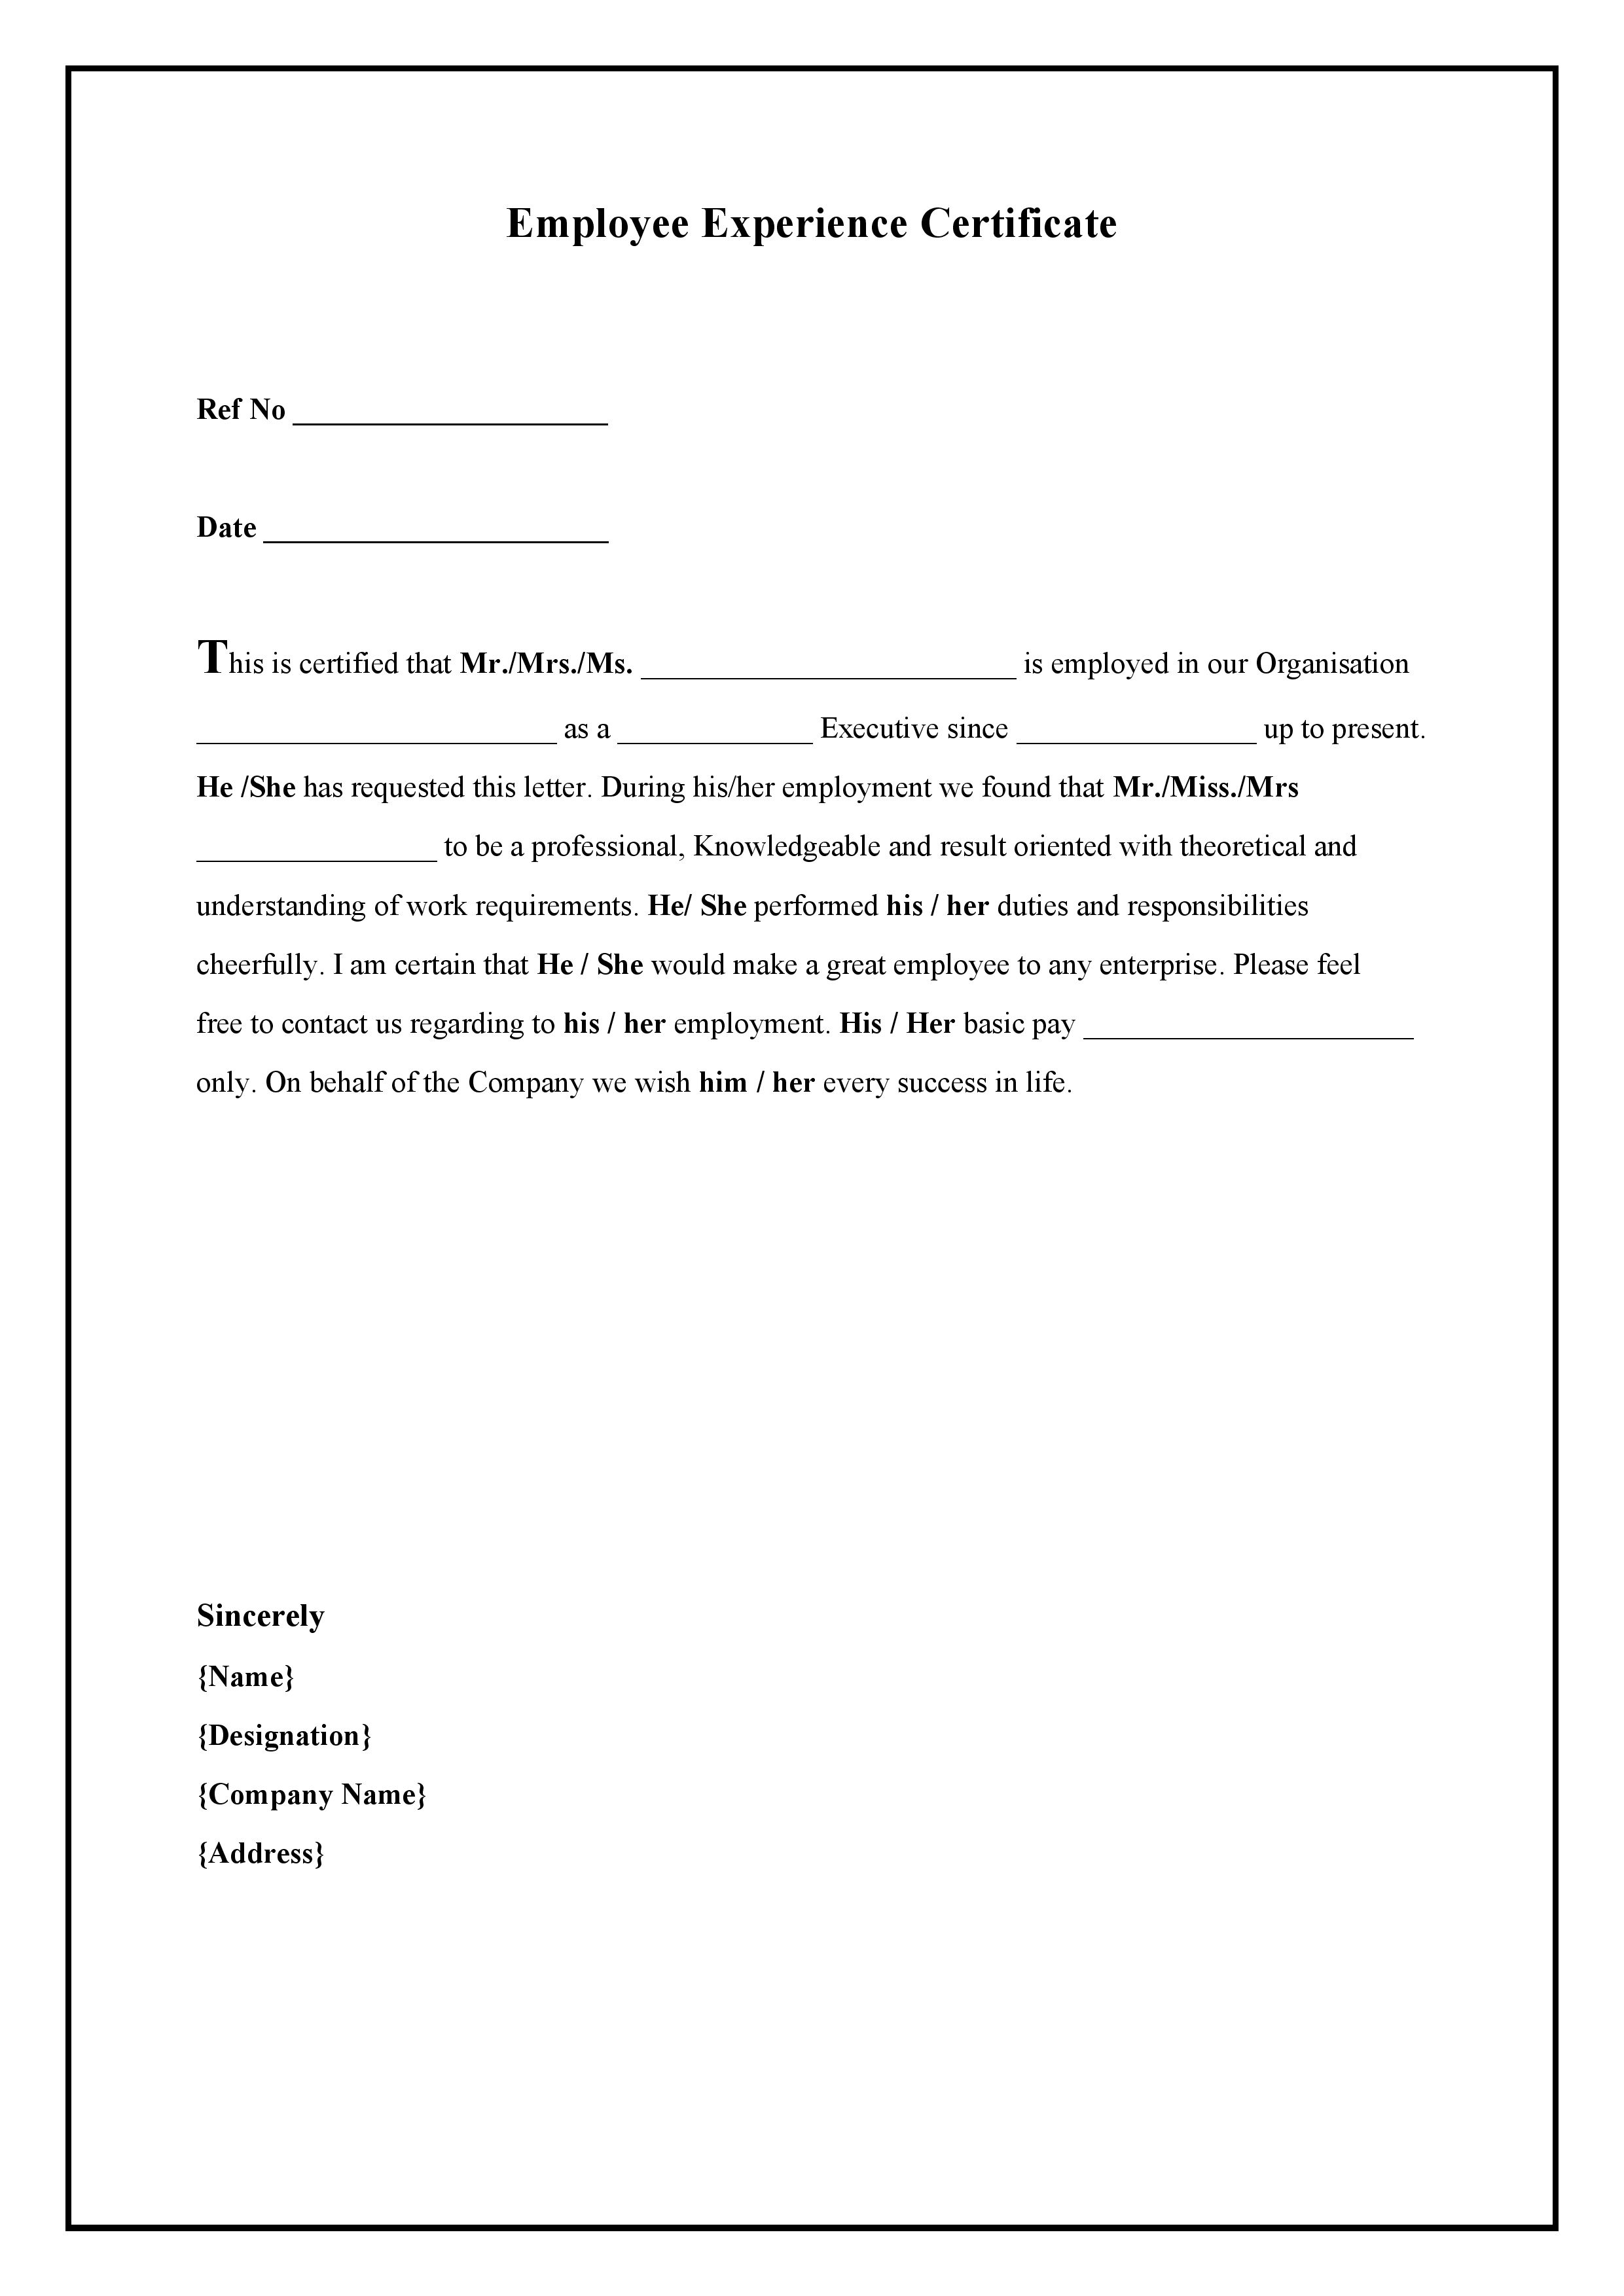 Employee Experience Certificate
Ref No _____________________
Date _______________________
This is certified that Mr./Mrs./Ms. _________________________ is employed in our Organisation
________________________ as a _____________ Executive since ________________ up to present.
He /She has requested this letter. During his/her employment we found that Mr./Miss./Mrs
________________ to be a professional, Knowledgeable and result oriented with theoretical and
understanding of work requirements. He/ She performed his / her duties and responsibilities
cheerfully. I am certain that He / She would make a great employee to any enterprise. Please feel
free to contact us regarding to his / her employment. His / Her basic pay ______________________
only. On behalf of the Company we wish him / her every success in life.
Sincerely
{Name}
{Designation}
{Company Name}
{Address}